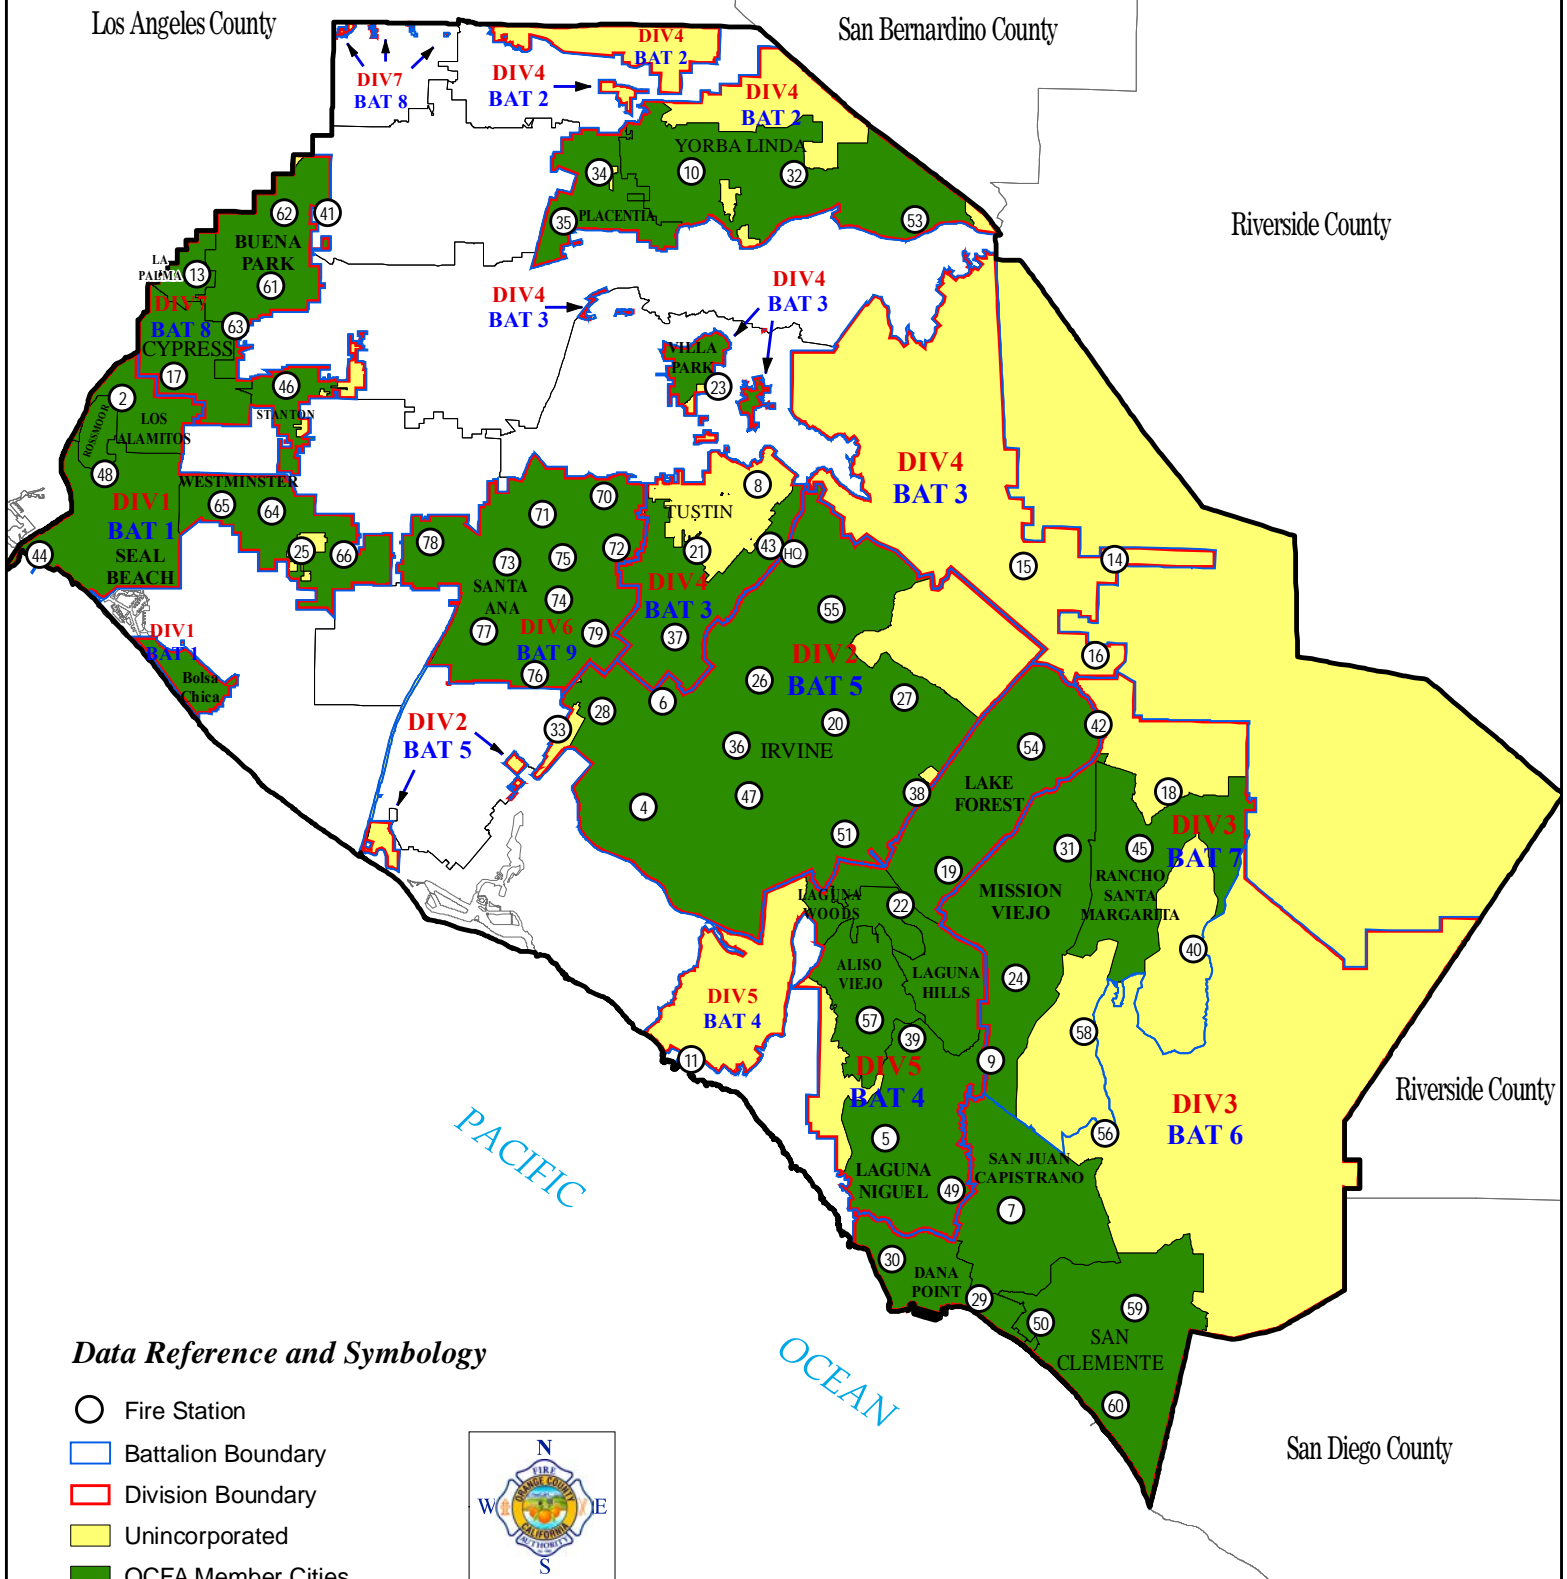 Los Angeles County
San Bernardino County
Riverside County
DIV7
BAT 8
DIV4
BAT 2
DIV4
BAT 2
DIV4
BAT 2
YORBA LINDA
34
10
32
35
PLACENTIA
53
62
41
BUENA
PARK
LA
PALMA
13
61
DIV7
BAT 8
63
CYPRESS
17
DIV4
BAT 3
DIV4
BAT 3
VILLA
PARK
23
2
46
STANTON
ROSSMOOR
LOS
ALAMITOS
48
WESTMINSTER
DIV1
BAT 1
65
64
44
SEAL
BEACH
25
66
DIV4
BAT 3
8
TUSTIN
70
71
78
72
75
73
SANTA
ANA
74
77
DIV6
BAT 9
79
76
21
43
HQ
DIV4
BAT 3
37
15
14
16
DIV1
BAT 1
Bolsa
Chica
55
DIV2
BAT 5
26
27
6
28
33
20
36
IRVINE
DIV2
BAT 5
4
47
38
51
42
54
LAKE
FOREST
18
DIV3
BAT 7
31
45
19
MISSION
VIEJO
RANCHO
SANTA
MARGARITA
LAGUNA
WOODS
22
40
ALISO
VIEJO
LAGUNA
HILLS
24
DIV5
BAT 4
57
39
58
11
9
DIV5
BAT 4
DIV3
BAT 6
Riverside County
56
5
LAGUNA
NIGUEL
49
SAN JUAN
CAPISTRANO
7
PACIFIC
30
DANA
POINT
29
50
59
SAN
CLEMENTE
60
OCEAN
San Diego County
Data Reference and Symbology
Fire Station
Battalion Boundary
Division Boundary
Unincorporated
OCFA Member Cities
N
W
E
S
FIRE
ORANGE COUNTY
CALIFORNIA
AUTHORITY